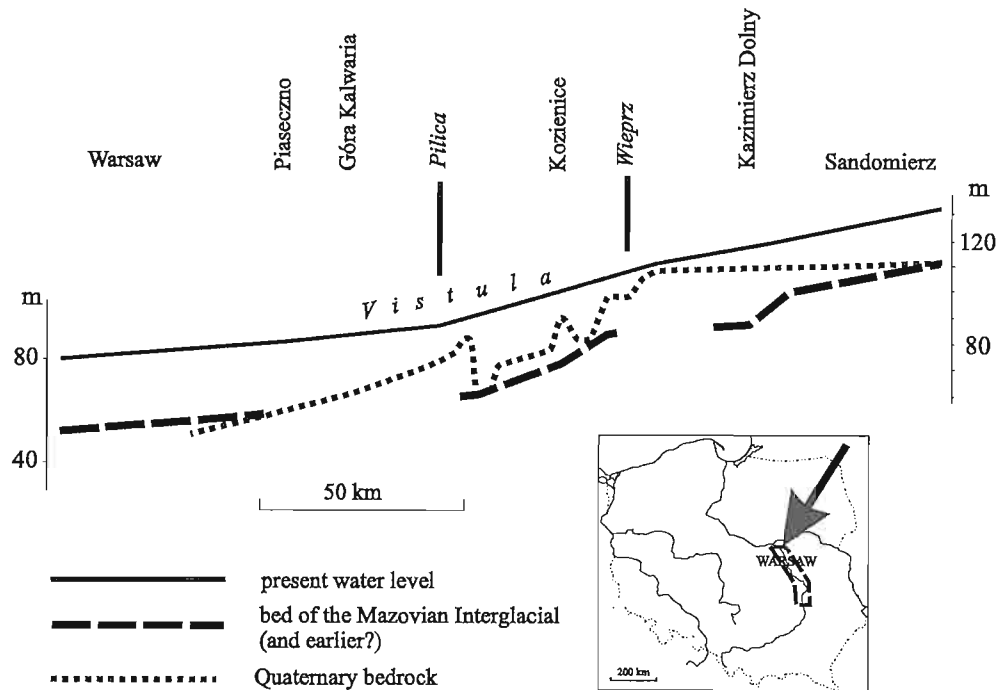 Piaseczno
Góra Kalwaria
Pilica
Kozienice
Wieprz
Kazimierz Dolny
Warsaw
Sandomierz
m
m
120
Vistula
80
80
40
50 km
WARSAW
200 km
present water level
bed of the Mazovian Interglacial
(and earlier?)
Quaternary bedrock